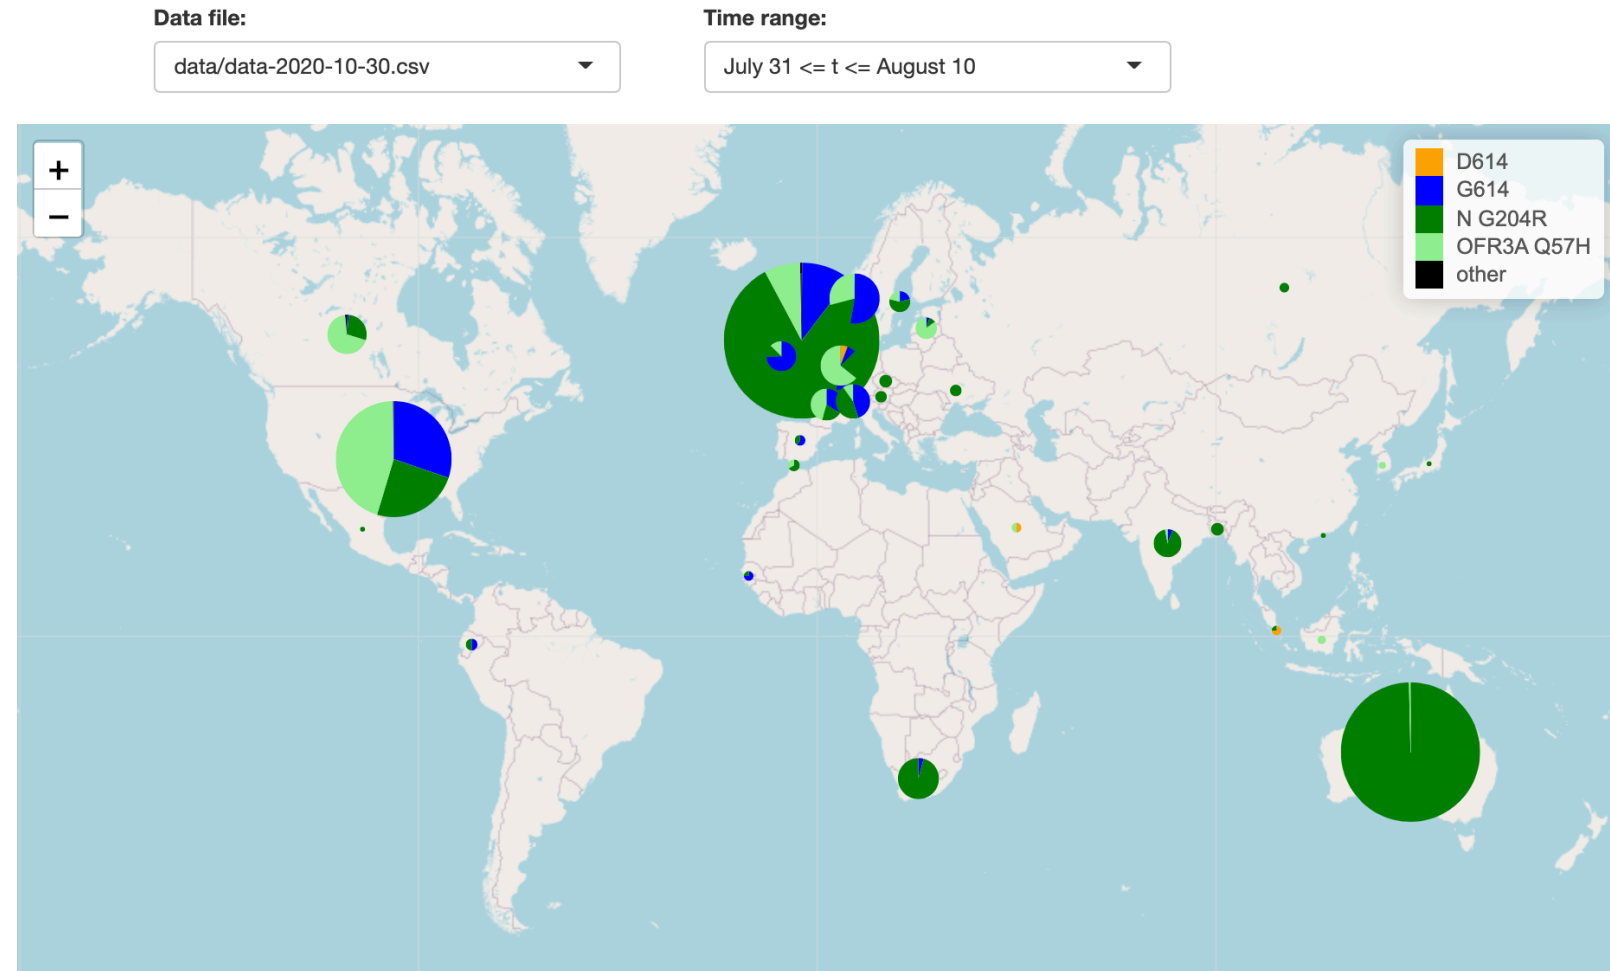 Data file:
Time range:
data/data-2020-10-30.csv
July 31 <= t <= August 10
+
−
D614
G614
N G204R
OFR3A Q57H
other